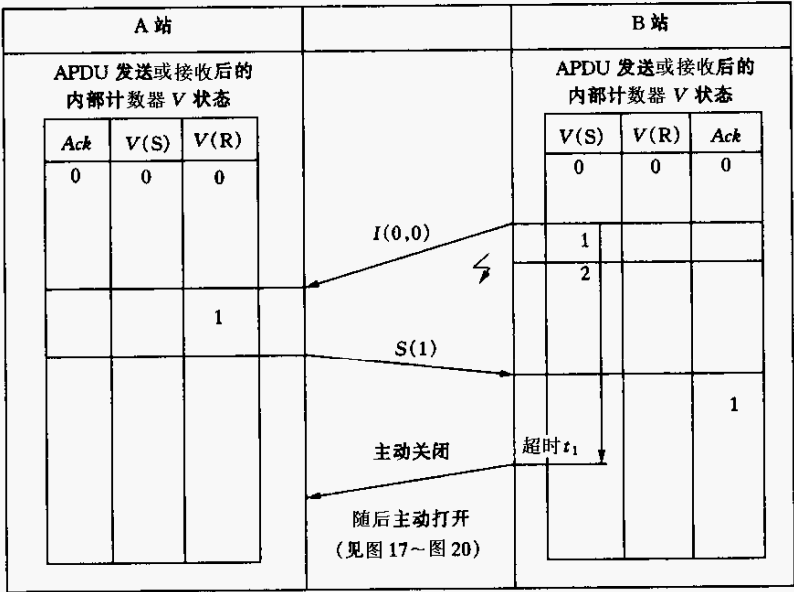 A 站
B 站
APDU 发送或接收后的
内部计数器 V 状态
APDU 发送或接收后的
内部计数器 V 状态
Ack V(S) V(R)
V(S) V(R) Ack
0 0 0
0 0 0
I(0,0)
1
2
1
S(1)
1
主动关闭
超时t₁
随后主动打开
(见图 17~图 20)